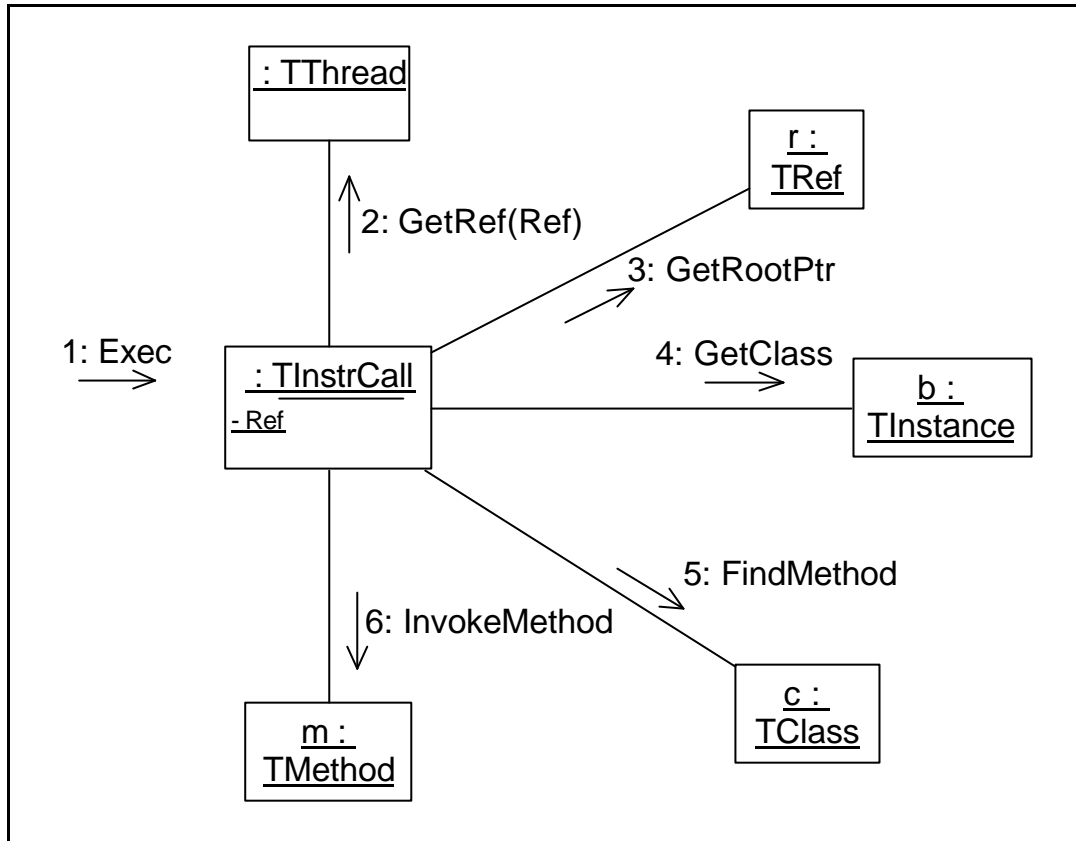 : TThread
r :
TRef
2: GetRef(Ref)
3: GetRootPtr
1: Exec
4: GetClass
: TInstrCall
- Ref
b :
TInstance
5: FindMethod
6: InvokeMethod
c :
TClass
m :
TMethod